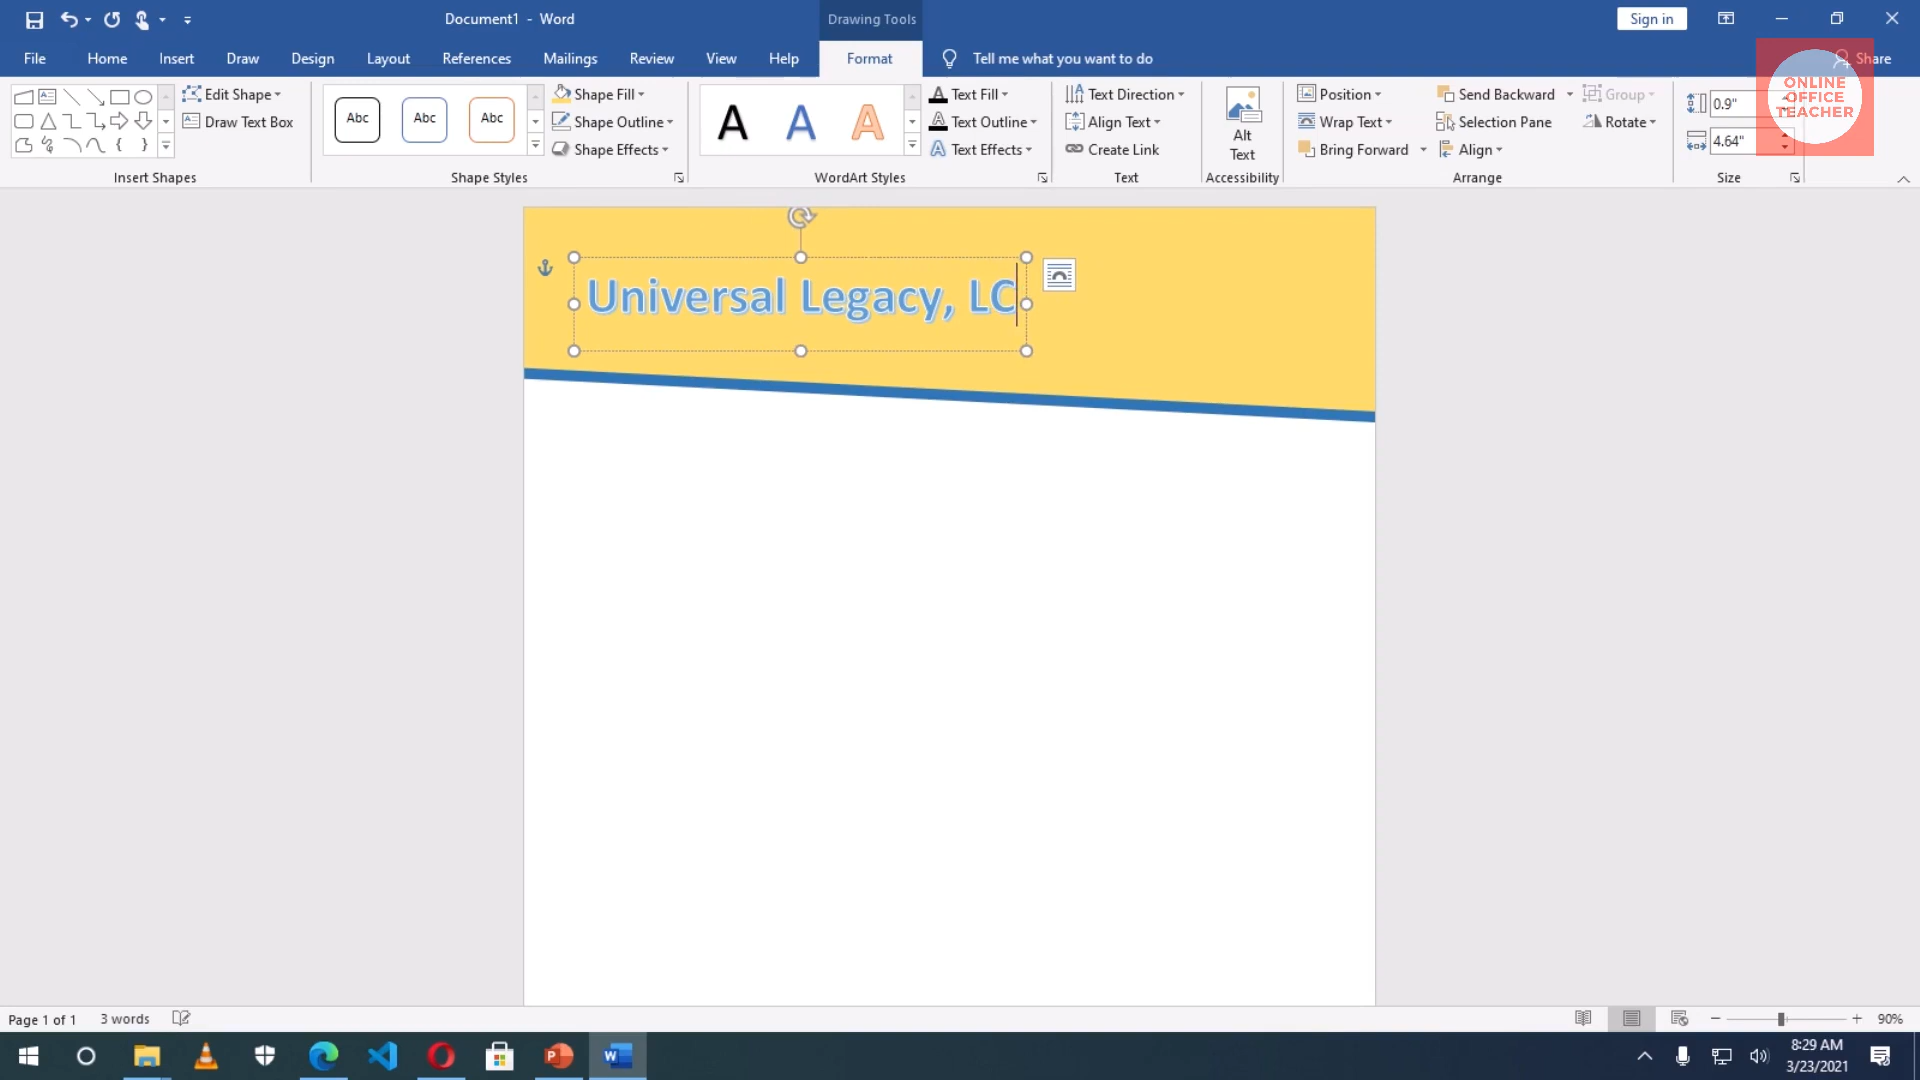 Document1 - Word
Drawing Tools
Sign in
File Home Insert Draw Design Layout References Mailings Review View Help Format Tell me what you want to do Share
Edit Shape
Draw Text Box
Insert Shapes
Abc Abc Abc
Shape Fill
Shape Outline
Shape Effects
Shape Styles
A A A
Text Fill
Text Outline
Text Effects
WordArt Styles
Text Direction
Align Text
Create Link
Text
Alt
Text
Accessibility
Position
Wrap Text
Bring Forward
Send Backward
Selection Pane
Align
Group
Rotate
Arrange
0.9"
4.64"
Size
ONLINE
OFFICE
TEACHER
Universal Legacy, LC
Page 1 of 1 3 words
90%
8:29 AM
3/23/2021